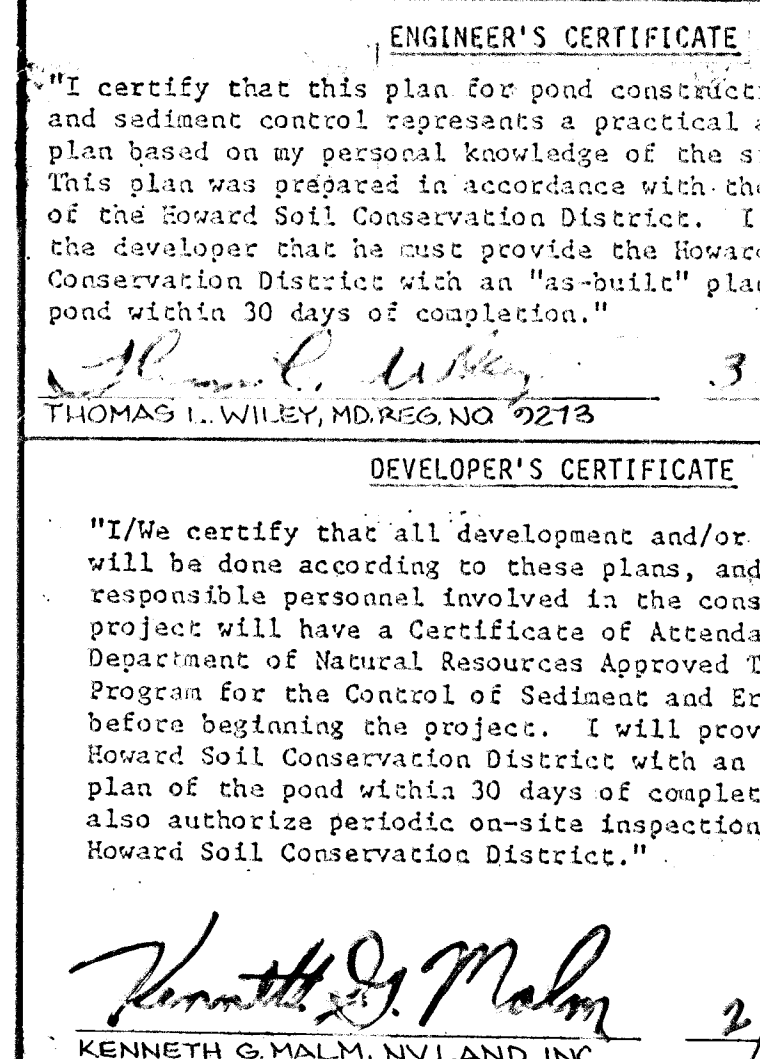 ENGINEER'S CERTIFICATE
"I certify that this plan for pond constructi
and sediment control represents a practical a
plan based on my personal knowledge of the si
This plan was prepared in accordance with the
of the Howard Soil Conservation District. I
the developer that he must provide the Howard
Conservation District with an "as-built" plan
pond within 30 days of completion."
3
THOMAS L. WILEY, MD. REG. NO. 9273
DEVELOPER'S CERTIFICATE
"I/We certify that all development and/or
will be done according to these plans, and
responsible personnel involved in the cons
project will have a Certificate of Attenda
Department of Natural Resources Approved T
Program for the Control of Sediment and Er
before beginning the project. I will prov
Howard Soil Conservation District with an
plan of the pond within 30 days of complet
also authorize periodic on-site inspection
Howard Soil Conservation District."
Kenneth G. Malm 2
KENNETH G. MALM, NV LAND, INC